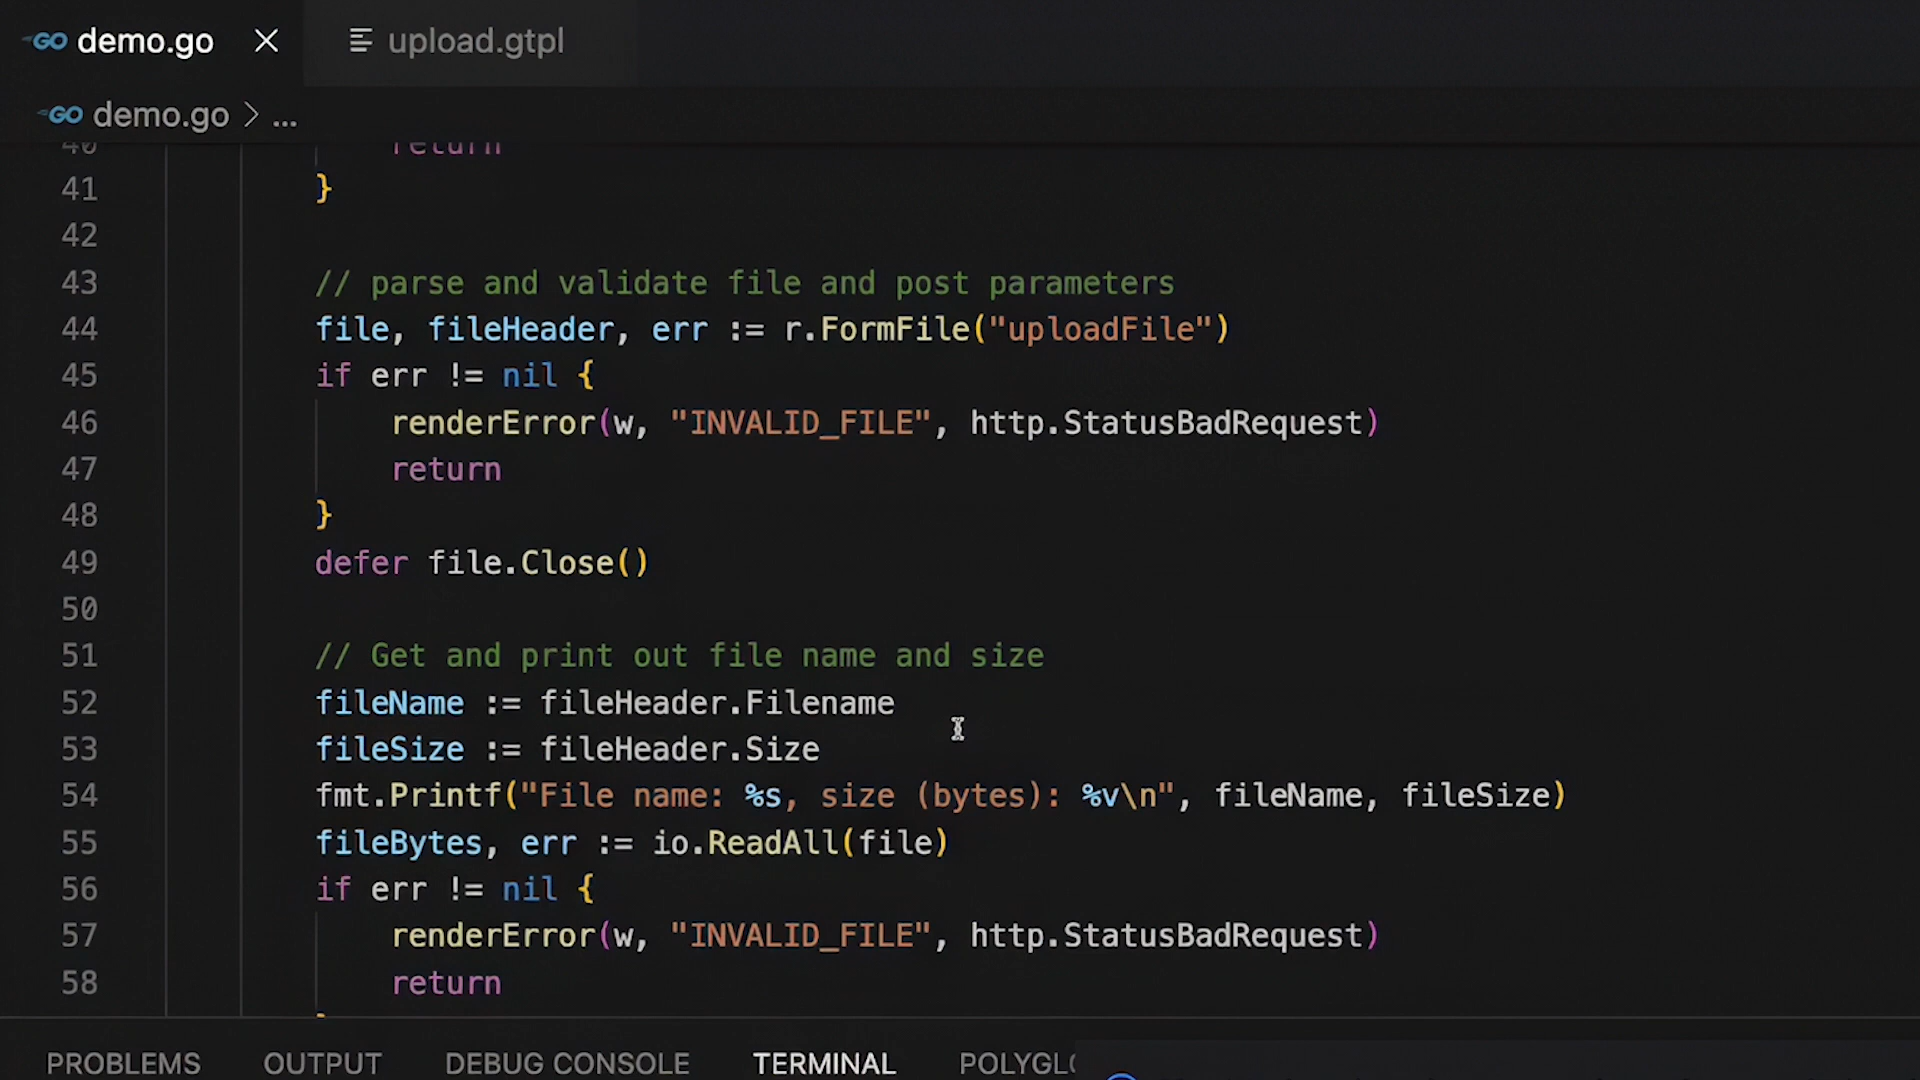 GO demo.go × upload.gtpl
GO demo.go > ...
40 return
41 }
42
43 // parse and validate file and post parameters
44 file, fileHeader, err := r.FormFile("uploadFile")
45 if err != nil {
46 renderError(w, "INVALID_FILE", http.StatusBadRequest)
47 return
48 }
49 defer file.Close()
50
51 // Get and print out file name and size
52 fileName := fileHeader.Filename
53 fileSize := fileHeader.Size
54 fmt.Printf("File name: %s, size (bytes): %v\n", fileName, fileSize)
55 fileBytes, err := io.ReadAll(file)
56 if err != nil {
57 renderError(w, "INVALID_FILE", http.StatusBadRequest)
58 return
PROBLEMS OUTPUT DEBUG CONSOLE TERMINAL